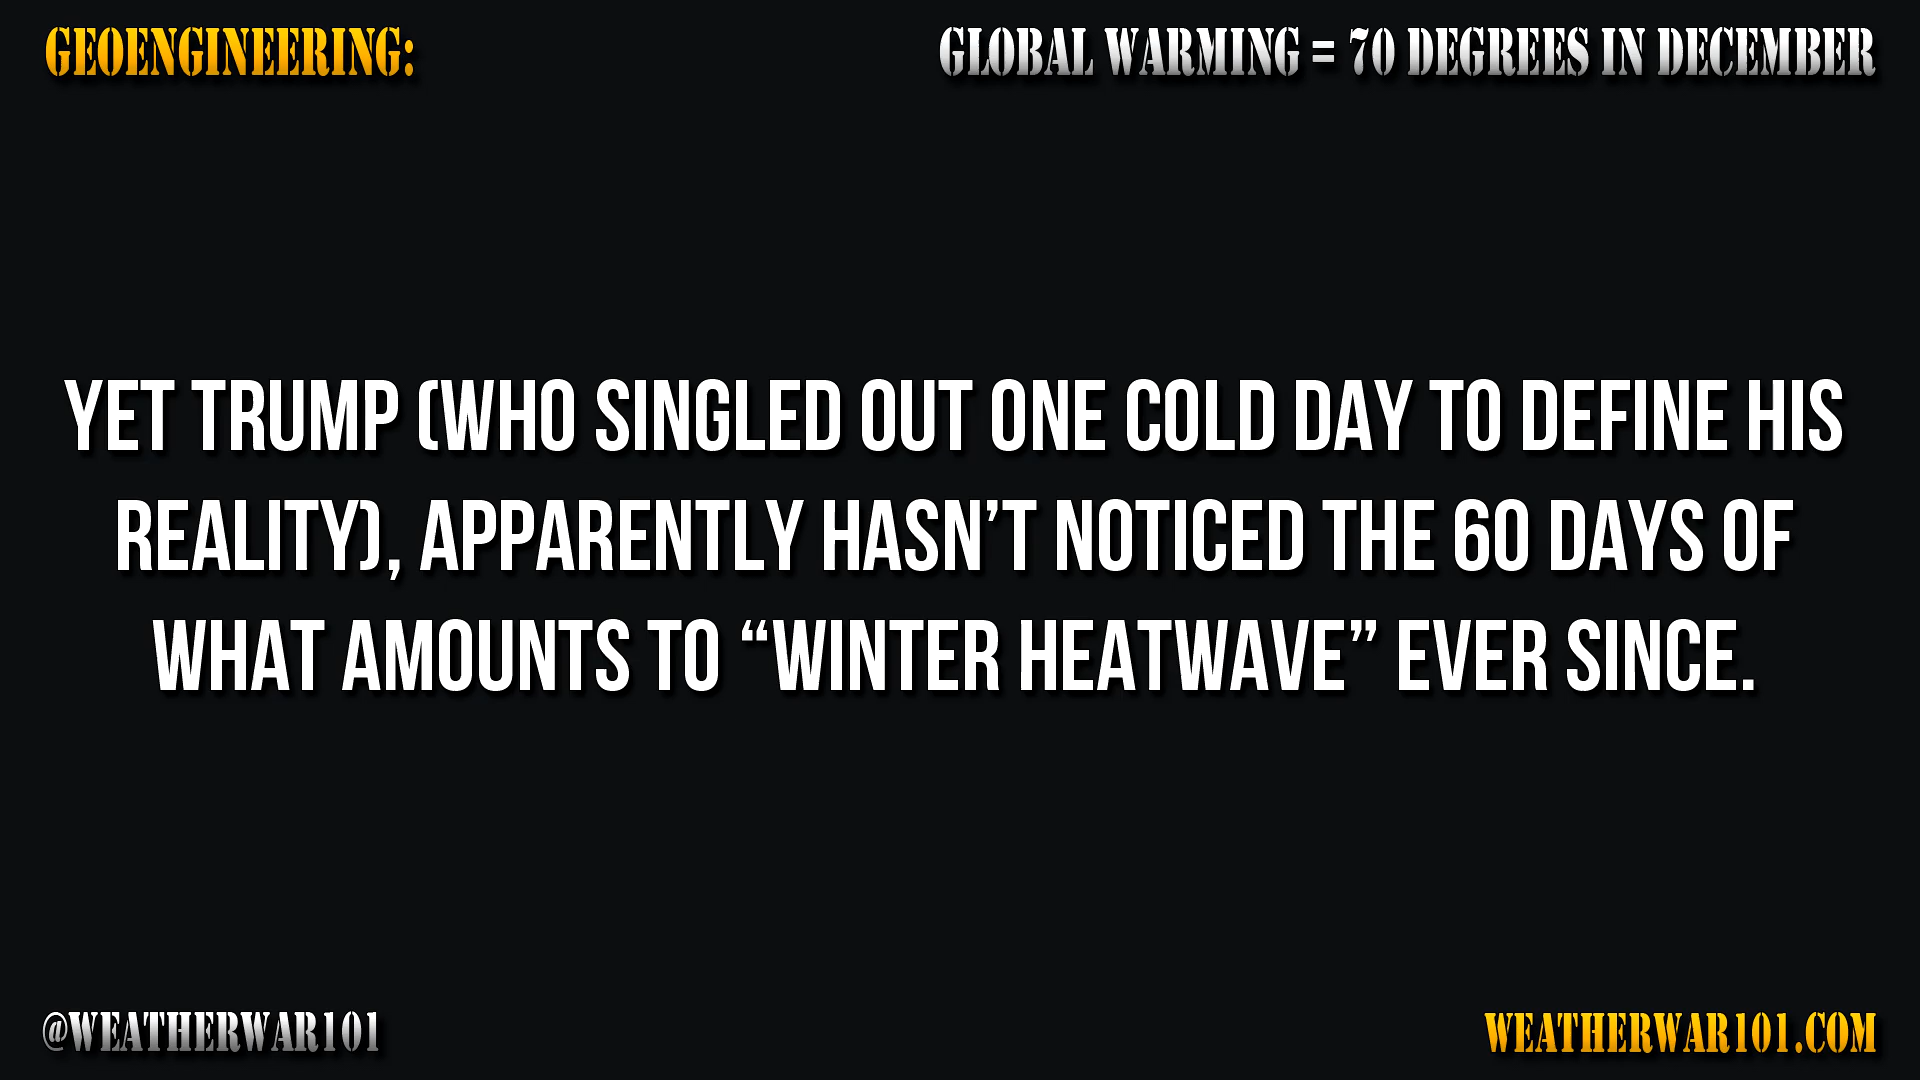 GEOENGINEERING:
GLOBAL WARMING = 70 DEGREES IN DECEMBER
YET TRUMP (WHO SINGLED OUT ONE COLD DAY TO DEFINE HIS
REALITY), APPARENTLY HASN’T NOTICED THE 60 DAYS OF
WHAT AMOUNTS TO “WINTER HEATWAVE” EVER SINCE.
@WEATHERWAR101
WEATHERWAR101.COM